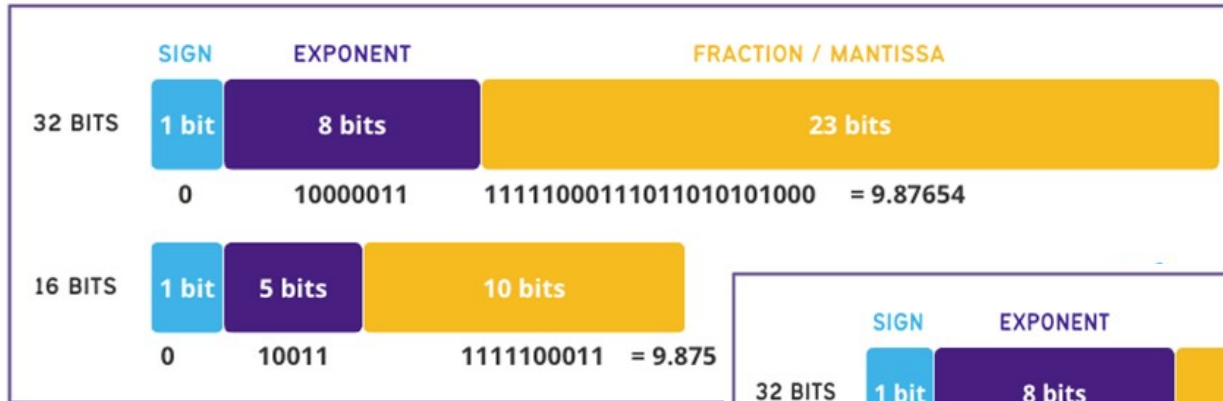 SIGN EXPONENT FRACTION / MANTISSA
32 BITS 1 bit 8 bits 23 bits
0 10000011 11111000111011010101000 = 9.87654
16 BITS 1 bit 5 bits 10 bits
0 10011 1111100011 = 9.875
SIGN EXPONENT
32 BITS 1 bit 8 bits